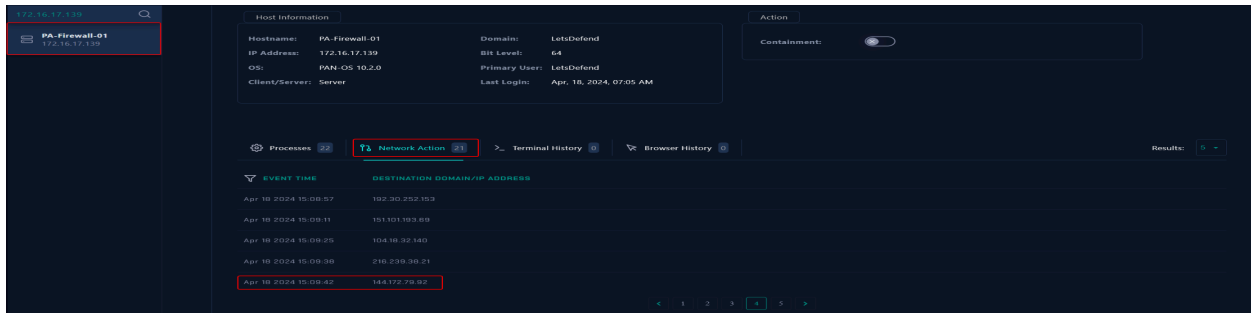 172.16.17.139
PA-Firewall-01
172.16.17.139
Host Information
Action
Hostname: PA-Firewall-01 Domain: LetsDefend
Containment:
IP Address: 172.16.17.139 Bit Level: 64
OS: PAN-OS 10.2.0 Primary User: LetsDefend
Client/Server: Server Last Login: Apr, 18, 2024, 07:05 AM
Processes 22 Network Action 21 >_ Terminal History 0 Browser History 0 Results: 5
EVENT TIME DESTINATION DOMAIN/IP ADDRESS
Apr 18 2024 15:08:57 192.30.252.153
Apr 18 2024 15:09:11 151.101.193.69
Apr 18 2024 15:09:25 104.18.32.140
Apr 18 2024 15:09:38 216.239.38.21
Apr 18 2024 15:09:42 144.172.79.92
< 1 2 3 4 5 >